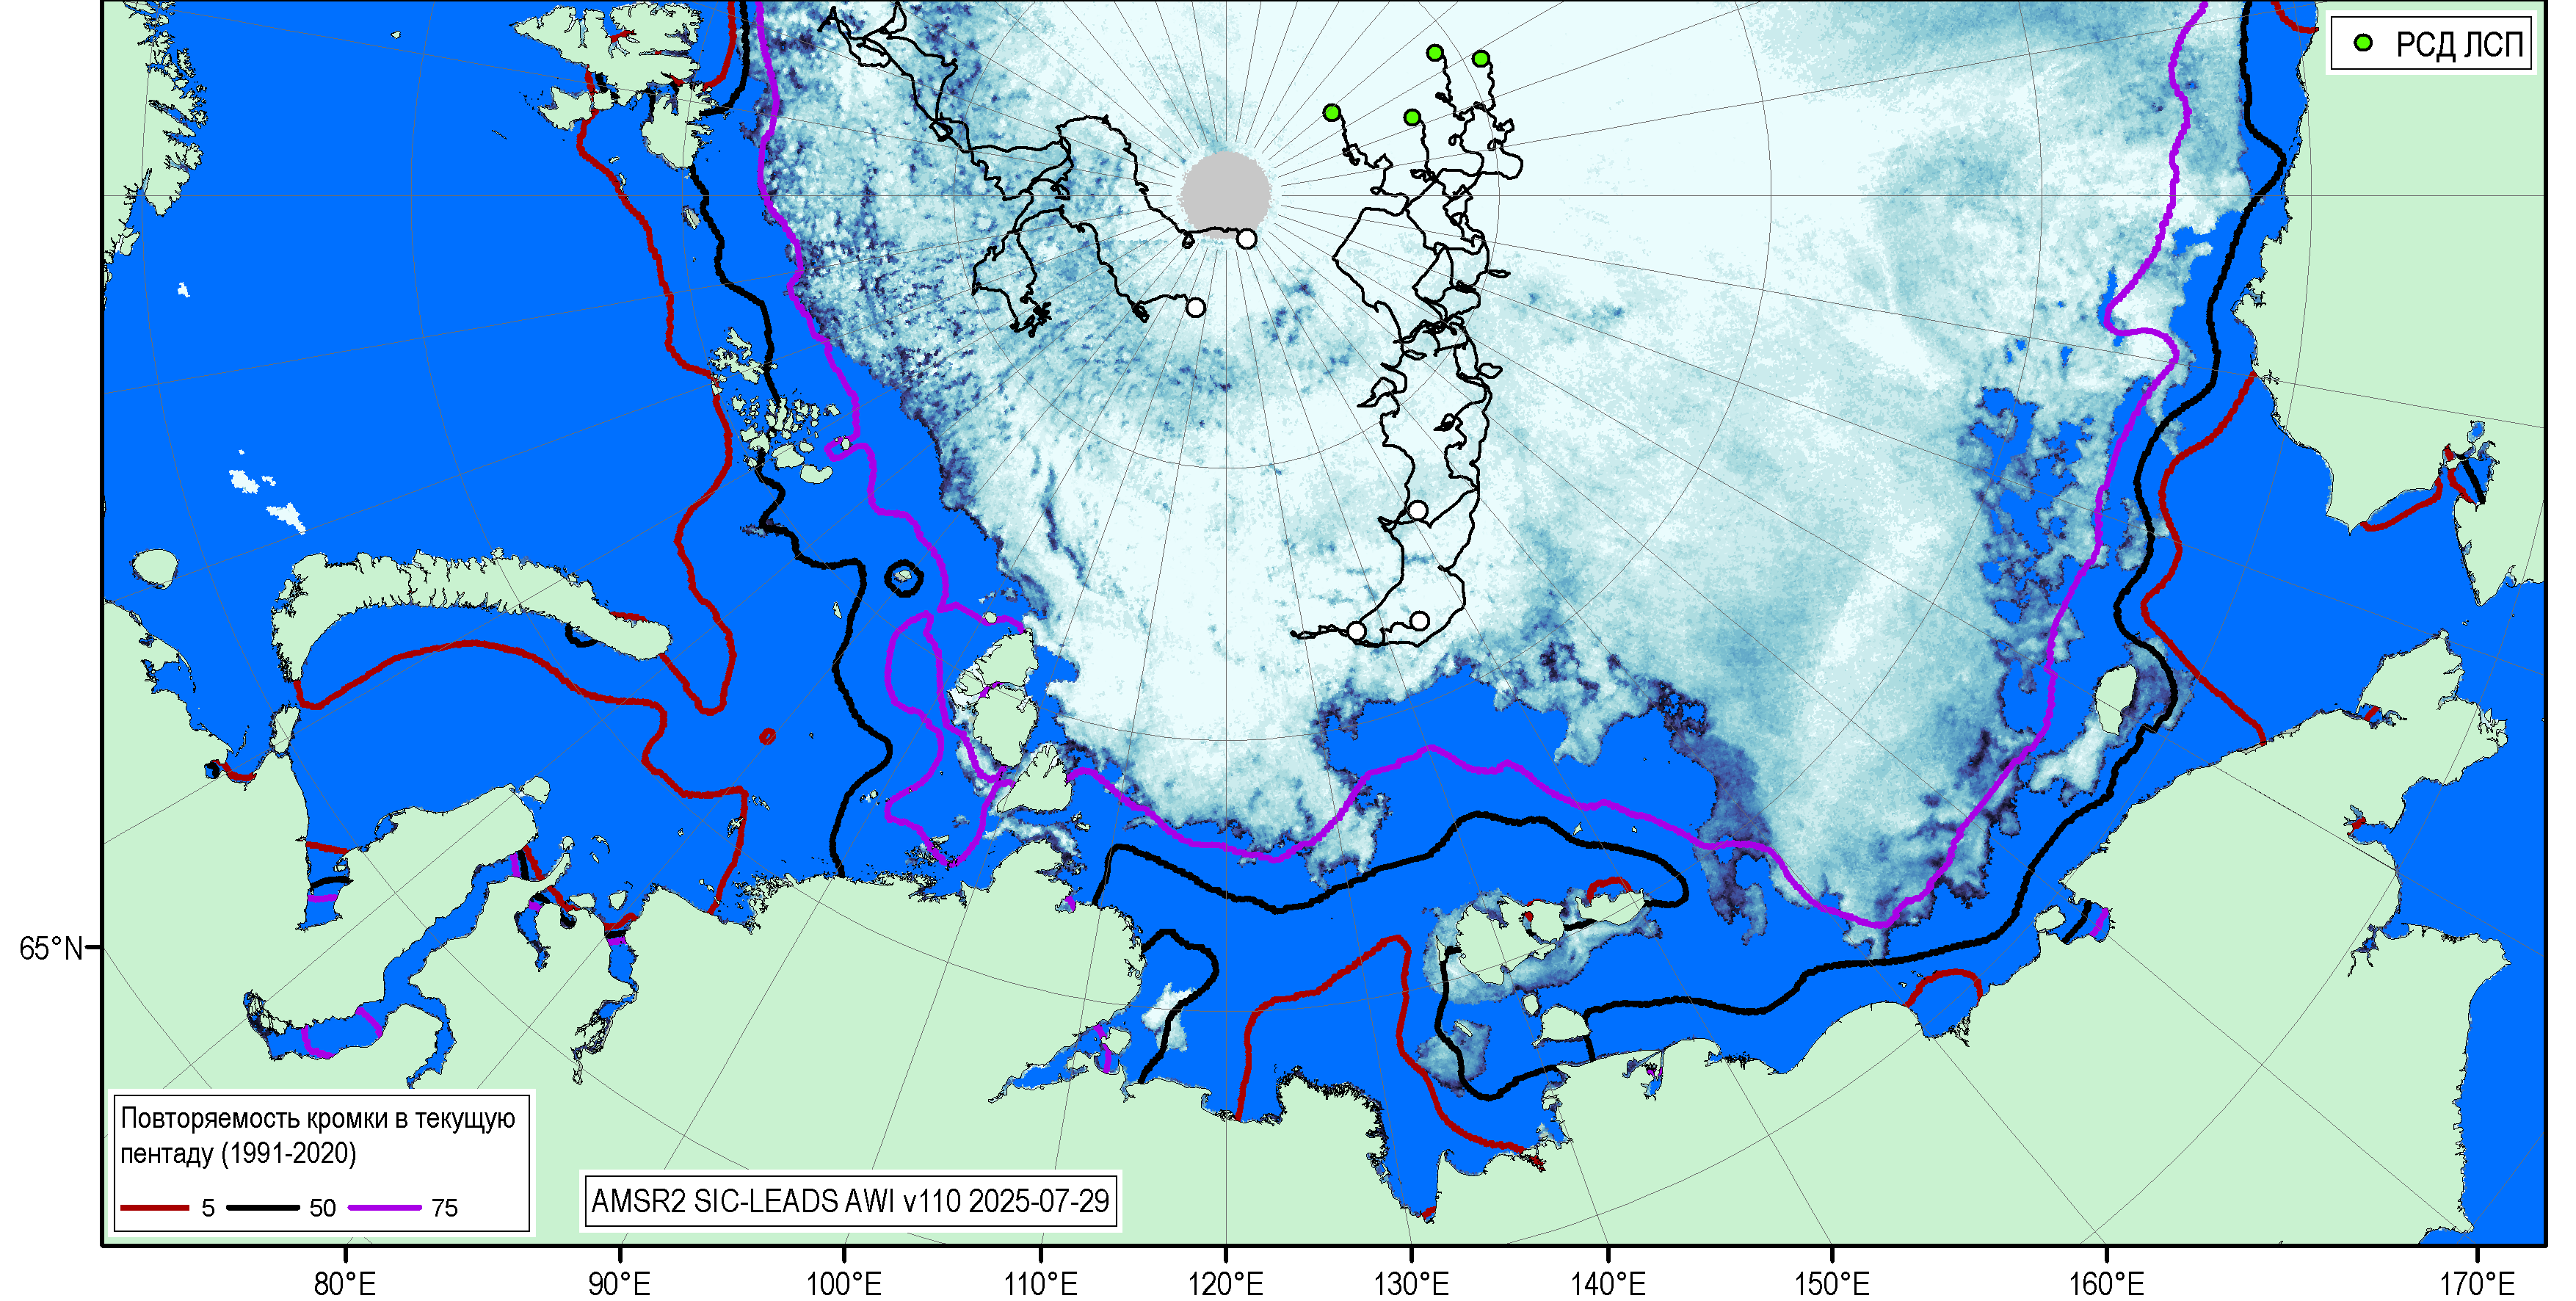 РСД ЛСП
65°N
Повторяемость кромки в текущую
пентаду (1991-2020)
5 50 75
AMSR2 SIC-LEADS AWI v110 2025-07-29
80°E 90°E 100°E 110°E 120°E 130°E 140°E 150°E 160°E 170°E